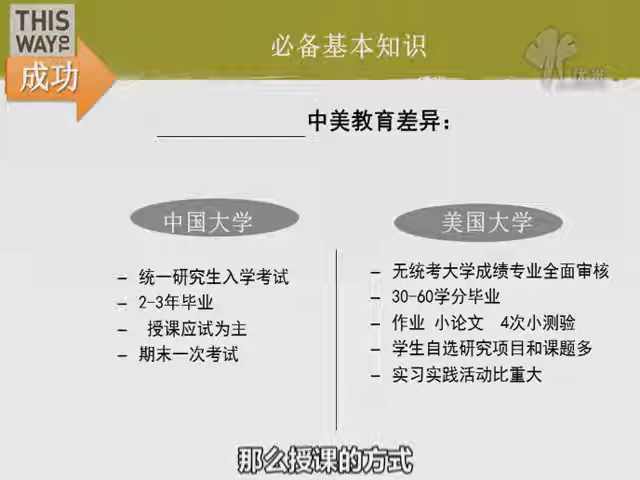 THIS
WAY TO
成功
必备基本知识
优米
中美教育差异：
中国大学
美国大学
– 统一研究生入学考试
– 2-3年毕业
– 授课应试为主
– 期末一次考试
– 无统考大学成绩专业全面审核
– 30-60学分毕业
– 作业 小论文 4次小测验
– 学生自选研究项目和课题多
– 实习实践活动比重大
那么授课的方式